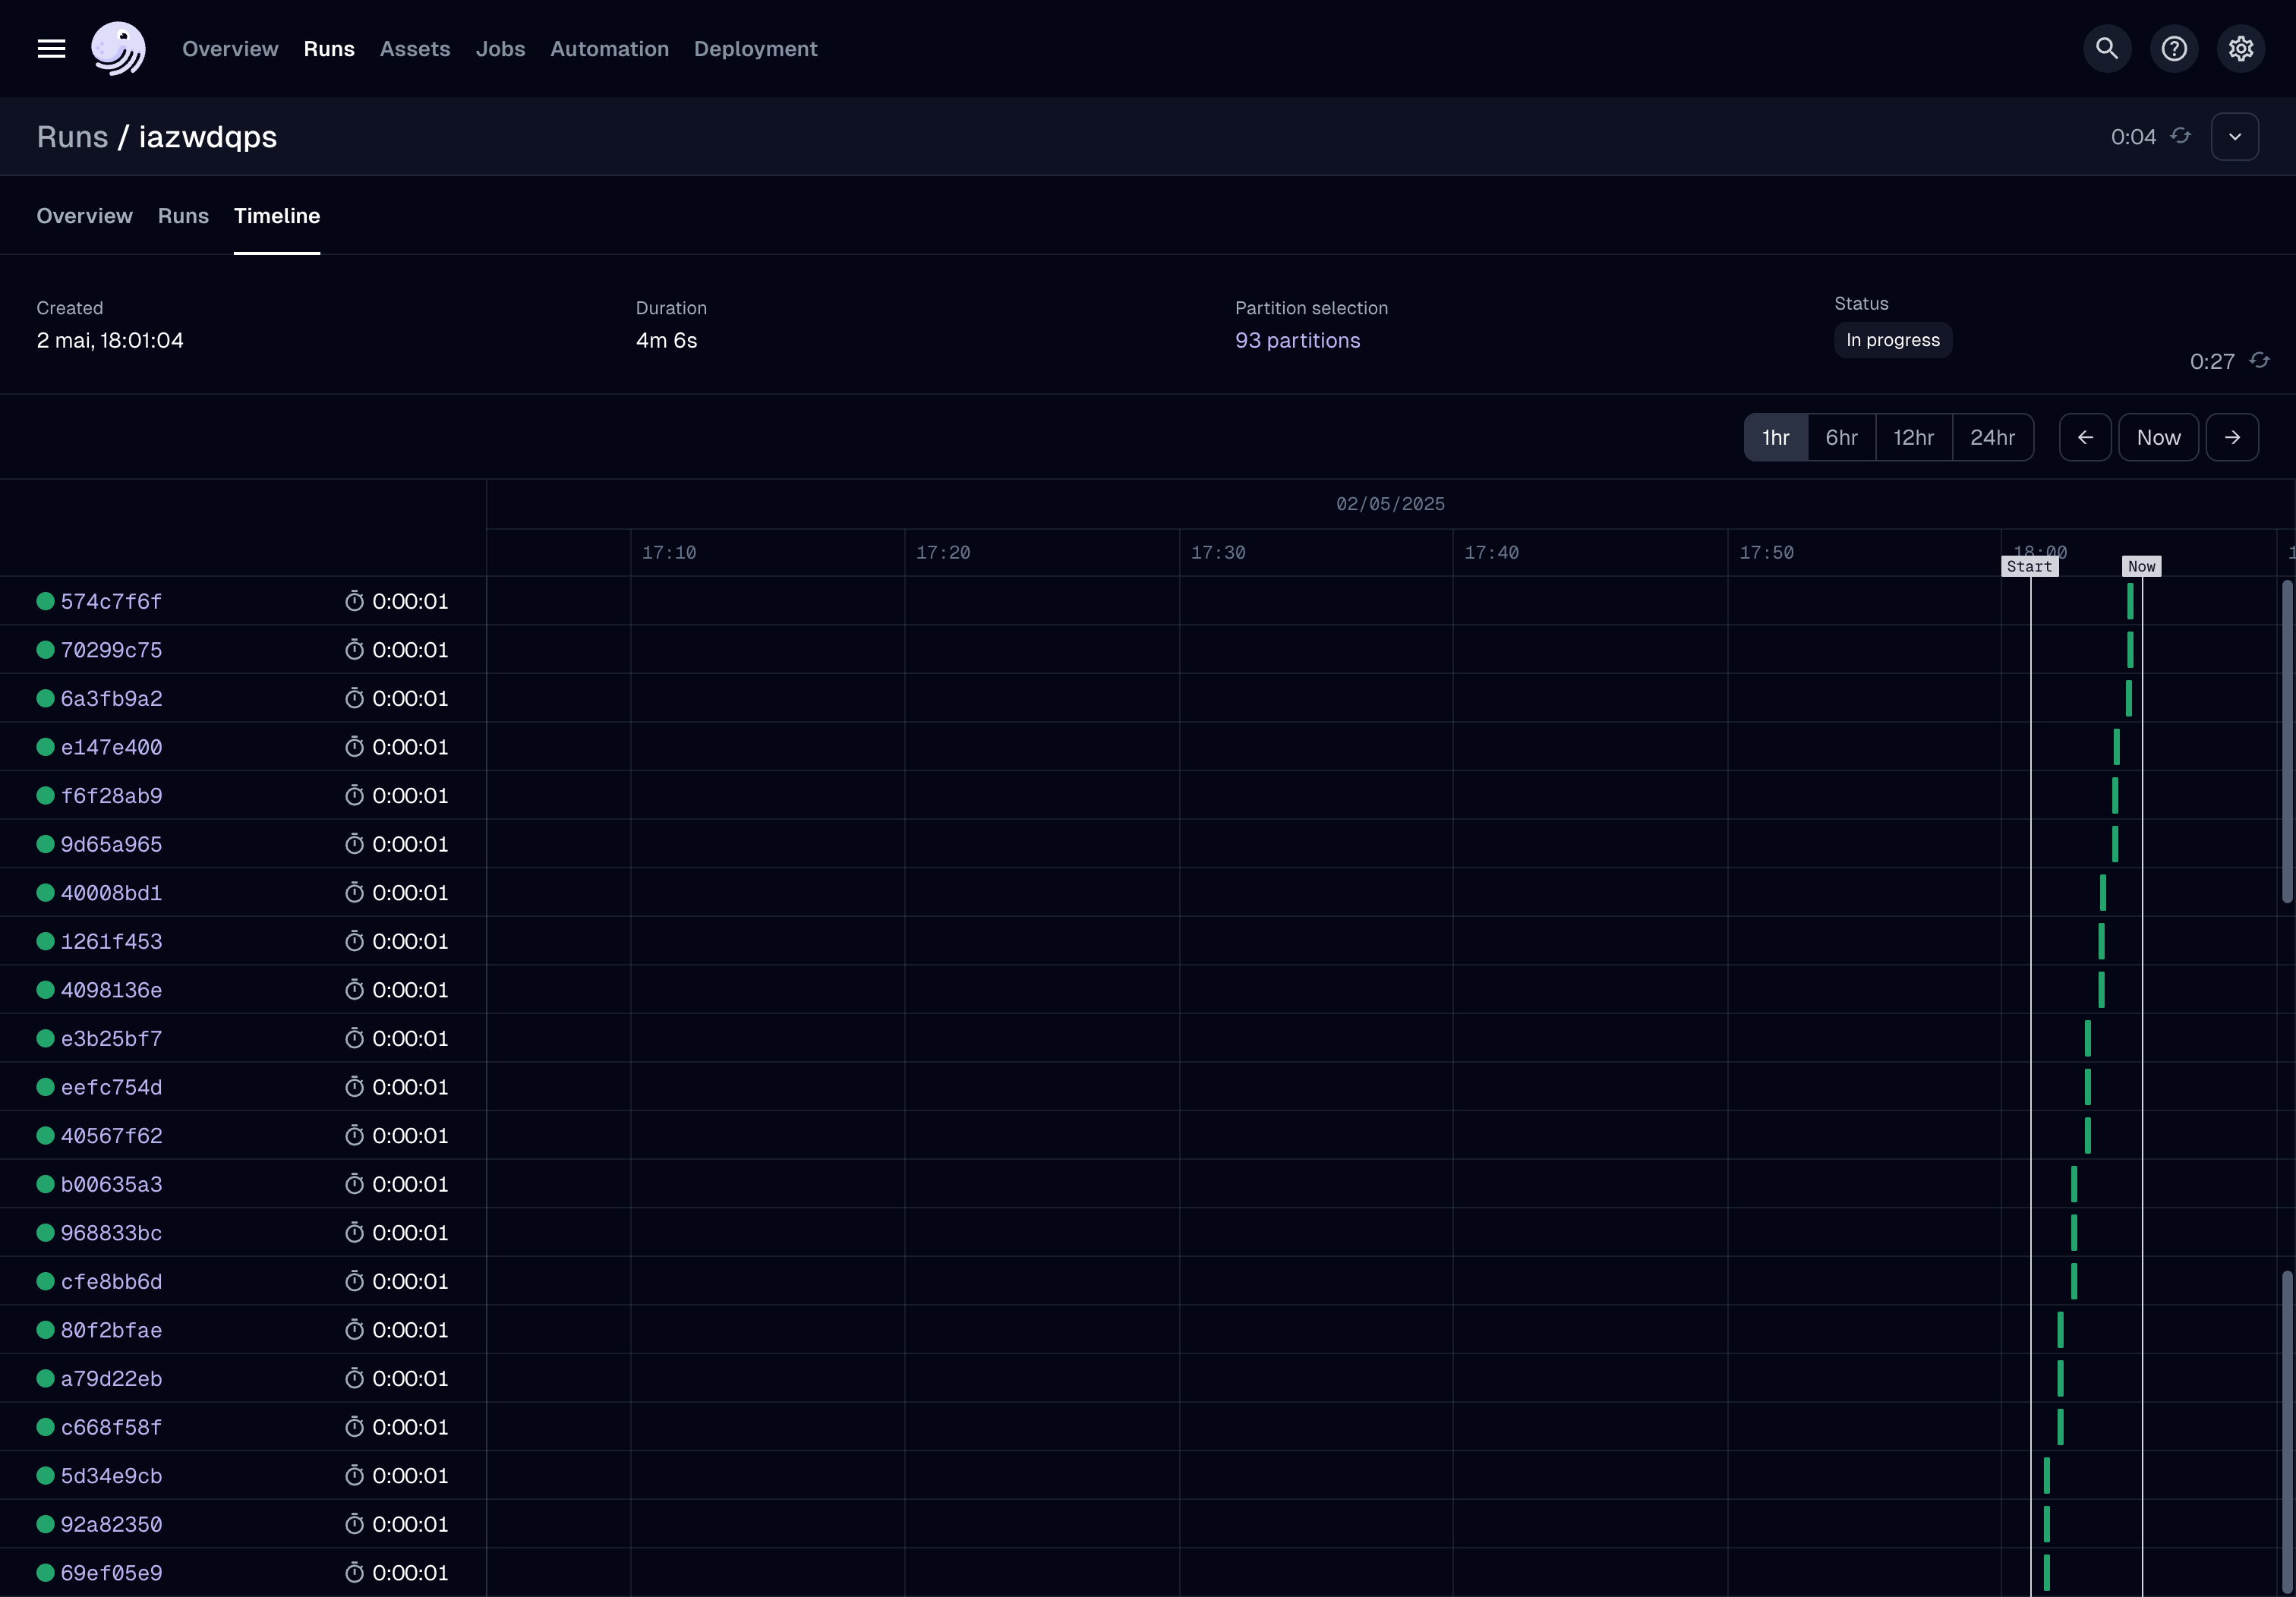 Overview Runs Assets Jobs Automation Deployment
Runs / iazwdqps 0:04
Overview Runs Timeline
Created Duration Partition selection Status
2 mai, 18:01:04 4m 6s 93 partitions In progress
0:27
1hr 6hr 12hr 24hr Now
02/05/2025
17:10 17:20 17:30 17:40 17:50 18:00
Start Now
574c7f6f 0:00:01
70299c75 0:00:01
6a3fb9a2 0:00:01
e147e400 0:00:01
f6f28ab9 0:00:01
9d65a965 0:00:01
40008bd1 0:00:01
1261f453 0:00:01
4098136e 0:00:01
e3b25bf7 0:00:01
eefc754d 0:00:01
40567f62 0:00:01
b00635a3 0:00:01
968833bc 0:00:01
cfe8bb6d 0:00:01
80f2bfae 0:00:01
a79d22eb 0:00:01
c668f58f 0:00:01
5d34e9cb 0:00:01
92a82350 0:00:01
69ef05e9 0:00:01